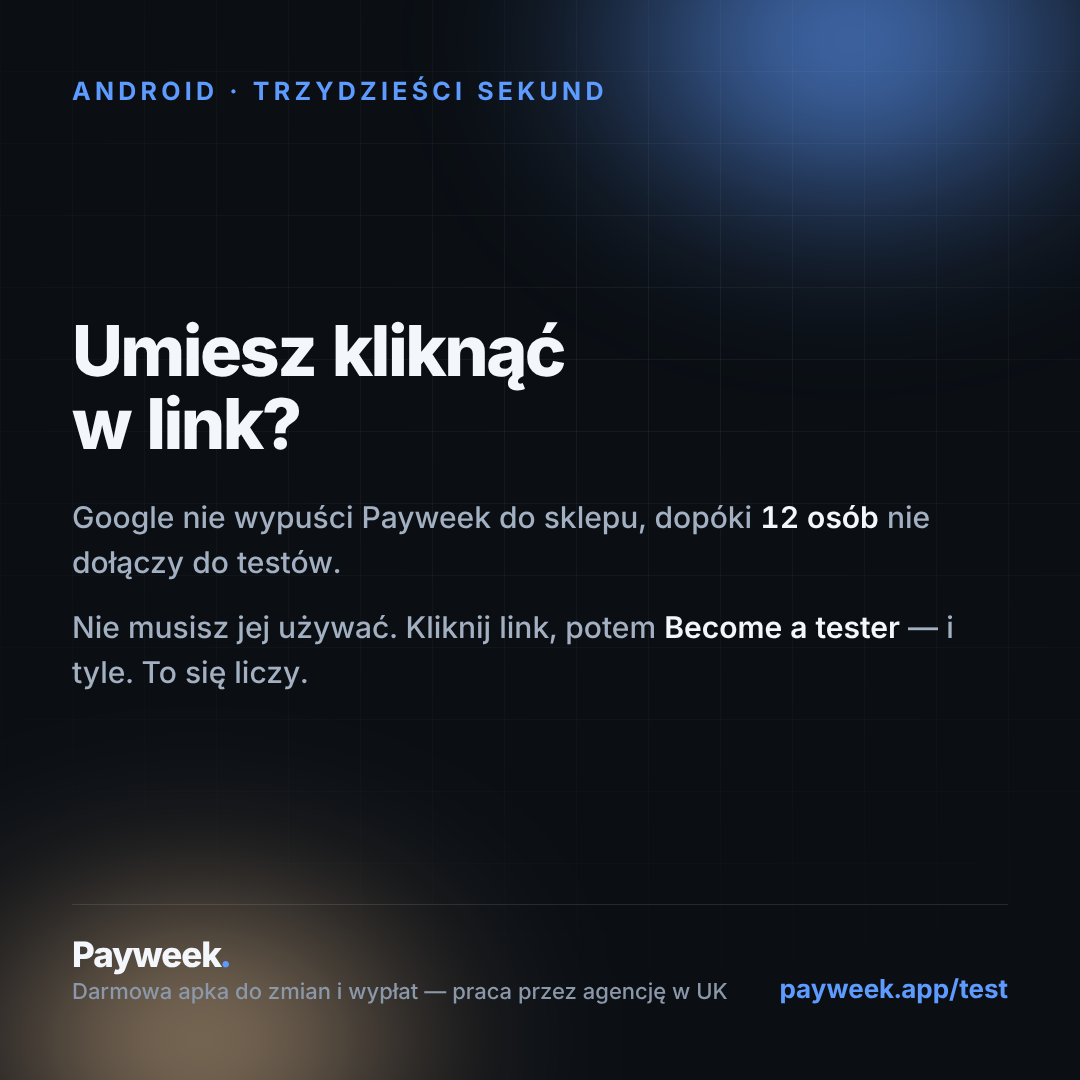 ANDROID · TRZYDZIEŚCI SEKUND
Umiesz kliknąć
w link?
Google nie wypuści Payweek do sklepu, dopóki 12 osób nie
dołączy do testów.
Nie musisz jej używać. Kliknij link, potem Become a tester — i
tyle. To się liczy.
Payweek.
Darmowa apka do zmian i wypłat — praca przez agencję w UK
payweek.app/test